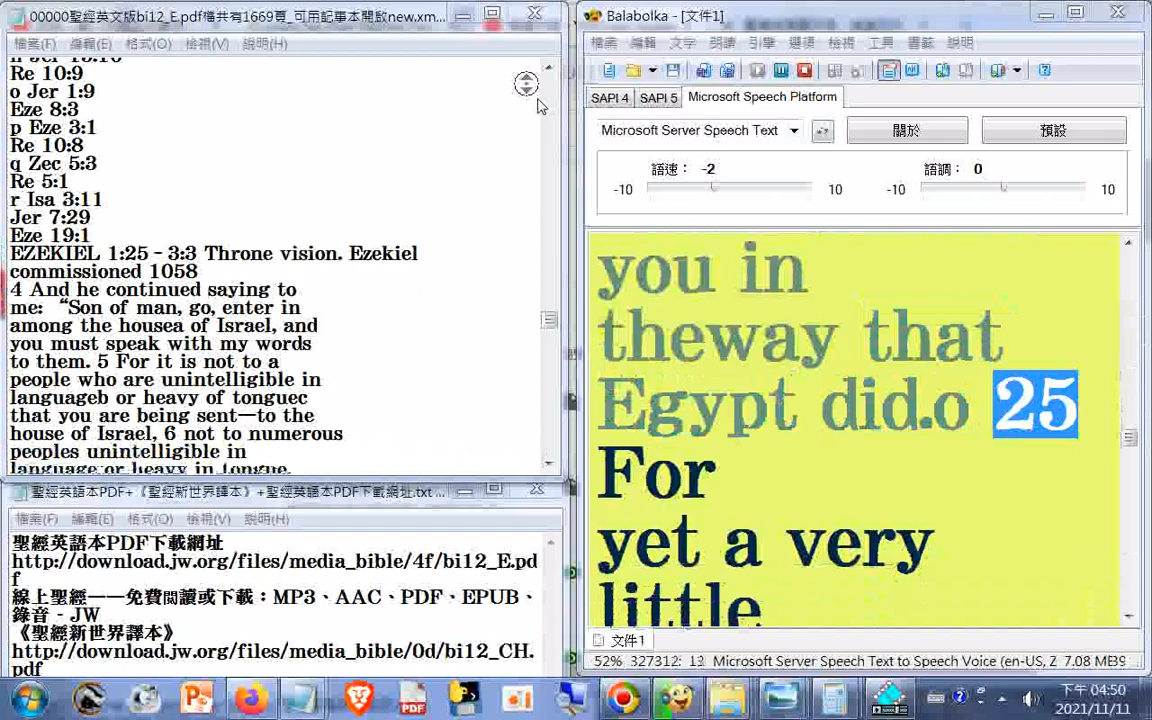 00000聖經英文版bi12_E.pdf檔共有1669頁_可用記事本開啟new.xm...
檔案(F) 編輯(E) 格式(O) 檢視(V) 說明(H)
Re 10:9
o Jer 1:9
Eze 8:3
p Eze 3:1
Re 10:8
q Zec 5:3
Re 5:1
r Isa 3:11
Jer 7:29
Eze 19:1
EZEKIEL 1:25 - 3:3 Throne vision. Ezekiel
commissioned 1058
4 And he continued saying to
me: “Son of man, go, enter in
among the housea of Israel, and
you must speak with my words
to them. 5 For it is not to a
people who are unintelligible in
languageb or heavy of tonguec
that you are being sent—to the
house of Israel, 6 not to numerous
peoples unintelligible in
language or heavy in tongue,
聖經英語本PDF+《聖經新世界譯本》+聖經英語本PDF下載網址.txt ...
檔案(F) 編輯(E) 格式(O) 檢視(V) 說明(H)
聖經英語本PDF下載網址
http://download.jw.org/files/media_bible/4f/bi12_E.pd
f
線上聖經——免費閱讀或下載：MP3、AAC、PDF、EPUB、
錄音 - JW
《聖經新世界譯本》
http://download.jw.org/files/media_bible/0d/bi12_CH.
pdf
Balabolka - [文件1]
檔案 編輯 文字 朗讀 引擎 選項 檢視 工具 書籤 說明
SAPI 4 SAPI 5 Microsoft Speech Platform
Microsoft Server Speech Text 關於 預設
語速： -2 語調： 0
-10 10 -10 10
you in
theway that
Egypt did.o 25
For
yet a very
little
文件1
52% 327312: 13 Microsoft Server Speech Text to Speech Voice (en-US, Z 7.08 MB
下午 04:50
2021/11/11